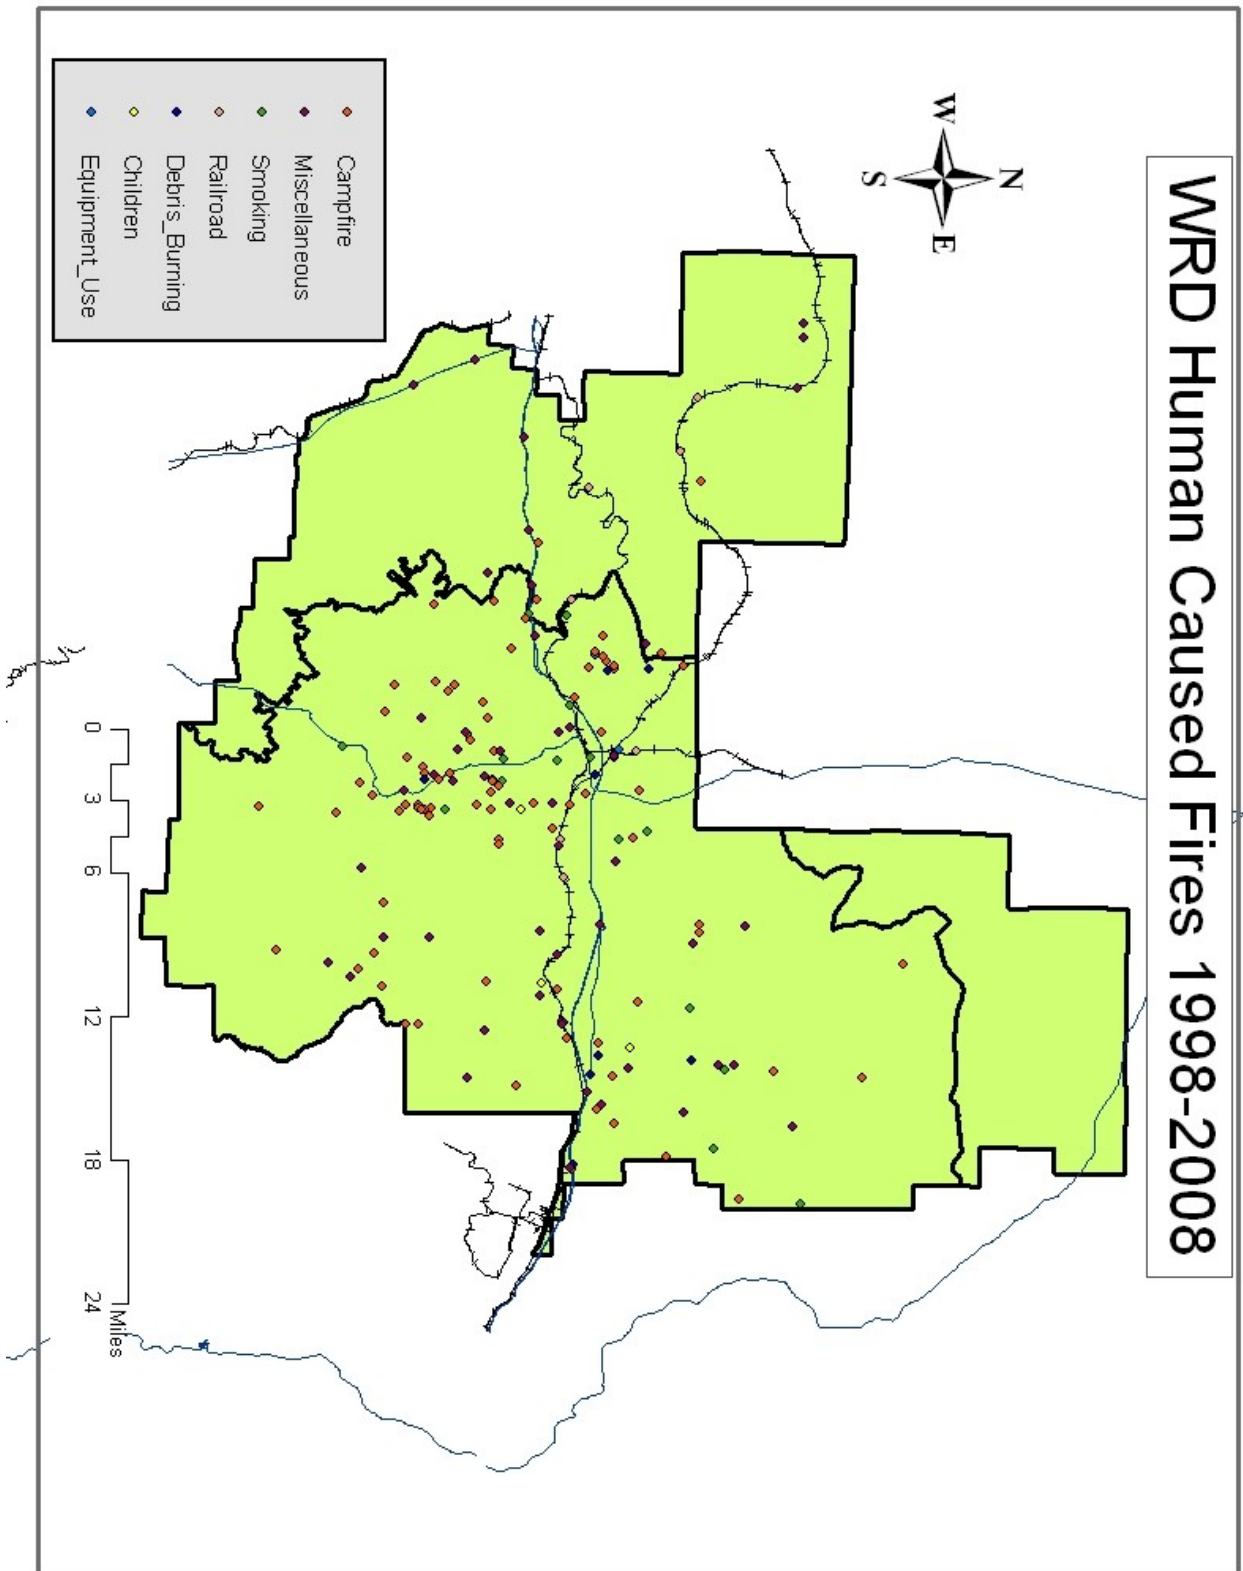 WRD Human Caused Fires 1998-2008
N
W
E
S
Campfire
Miscellaneous
Smoking
Railroad
Debris_Burning
Children
Equipment_Use
0 3 6 12 18 24
Miles